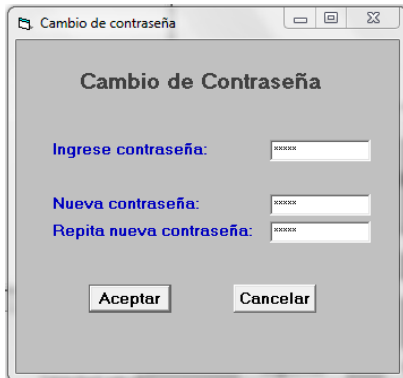 Cambio de contraseña
Cambio de Contraseña
Ingrese contraseña: *****
Nueva contraseña: *****
Repita nueva contraseña: *****
Aceptar Cancelar